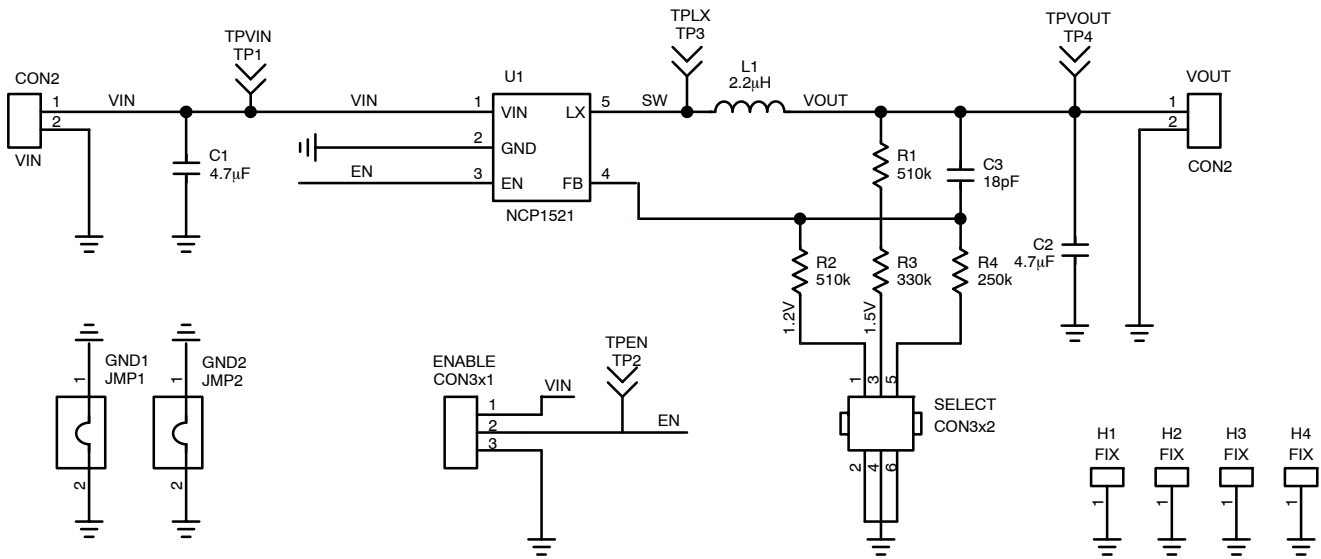 TPVIN
TP1
TPLX
TP3
TPVOUT
TP4
CON2
1
2
VIN
VIN
VIN
C1
4.7μF
U1
1
VIN
LX
5
2
GND
EN
3
EN
FB
4
NCP1521
SW
L1
2.2μH
VOUT
R1
510k
C3
18pF
VOUT
1
2
CON2
R2
510k
R3
330k
R4
250k
C2
4.7μF
1.2V
1.5V
GND1
JMP1
1
2
GND2
JMP2
1
2
ENABLE
CON3x1
1
2
3
VIN
TPEN
TP2
EN
1
3
5
SELECT
CON3x2
2
4
6
H1
FIX
1
H2
FIX
1
H3
FIX
1
H4
FIX
1